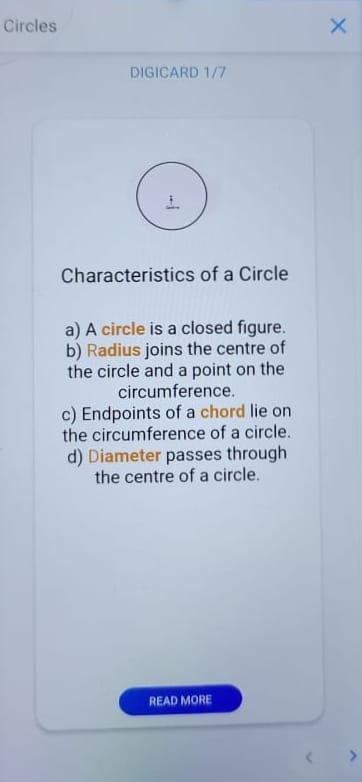 Circles
DIGICARD 1/7
Characteristics of a Circle
a) A circle is a closed figure.
b) Radius joins the centre of
the circle and a point on the
circumference.
c) Endpoints of a chord lie on
the circumference of a circle.
d) Diameter passes through
the centre of a circle.
READ MORE